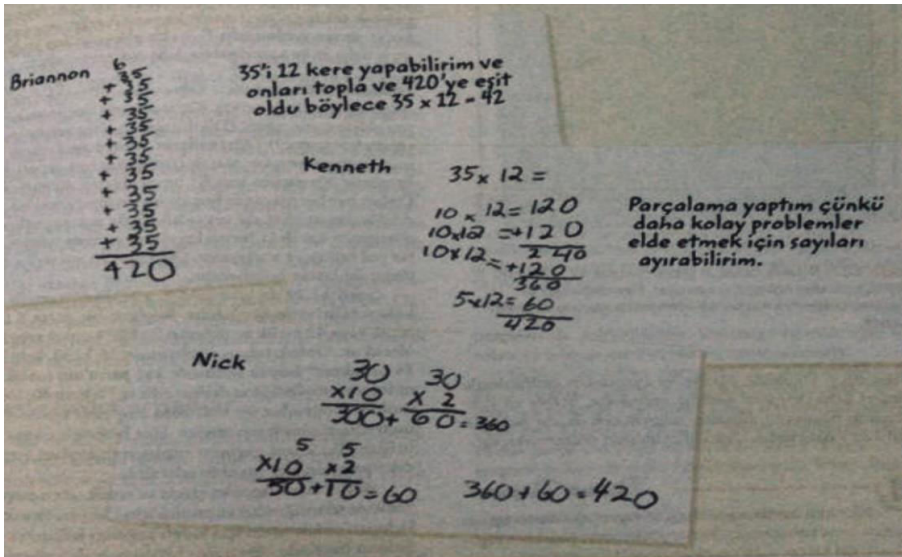 Briannon
6
35
+ 35
+ 35
+ 35
+ 35
+ 35
+ 35
+ 35
+ 35
+ 35
+ 35
+ 35
420
35'i 12 kere yapabilirim ve
onları topla ve 420'ye eşit
oldu böylece 35 x 12 - 42
Kenneth
35 x 12 =
10 x 12 = 120
10x12 = +120
240
10x12 = +120
360
5x12 = 60
420
Parçalama yaptım çünkü
daha kolay problemler
elde etmek için sayıları
ayırabilirim.
Nick
30 30
x10 x 2
300 + 60 = 360
5 5
x10 x2
50 + 10 = 60
360 + 60 = 420